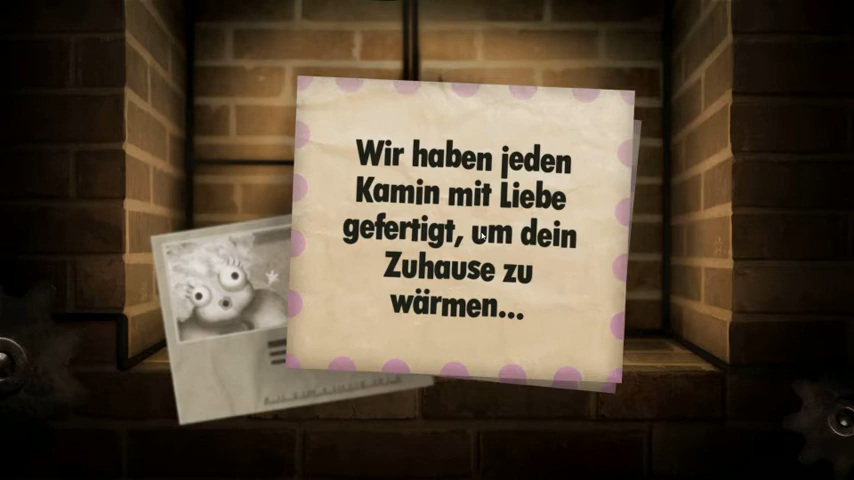 Wir haben jeden
Kamin mit Liebe
gefertigt, um dein
Zuhause zu
wärmen...